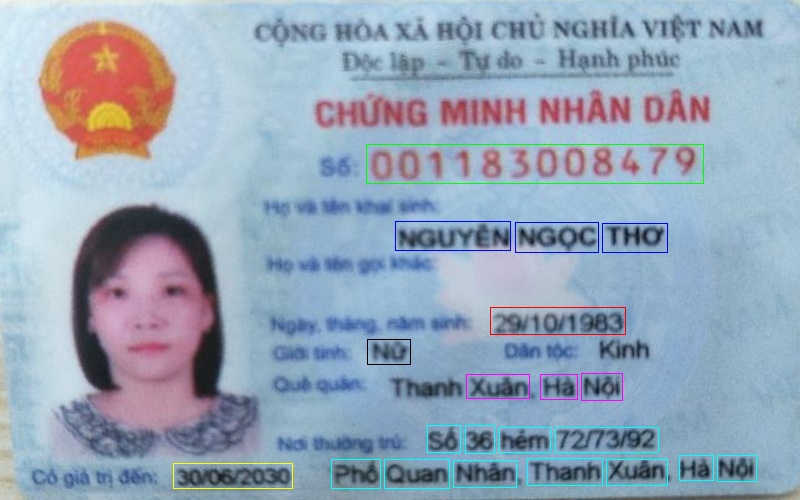 CỘNG HÒA XÃ HỘI CHỦ NGHĨA VIỆT NAM
Độc lập - Tự do - Hạnh phúc
CHỨNG MINH NHÂN DÂN
Số: 001183008479
Họ và tên khai sinh:
NGUYỄN NGỌC THƠ
Họ và tên gọi khác:
Ngày, tháng, năm sinh: 29/10/1983
Giới tính: Nữ Dân tộc: Kinh
Quê quán: Thanh Xuân, Hà Nội
Nơi thường trú: Số 36 hẻm 72/73/92
Có giá trị đến: 30/06/2030 Phố Quan Nhân, Thanh Xuân, Hà Nội